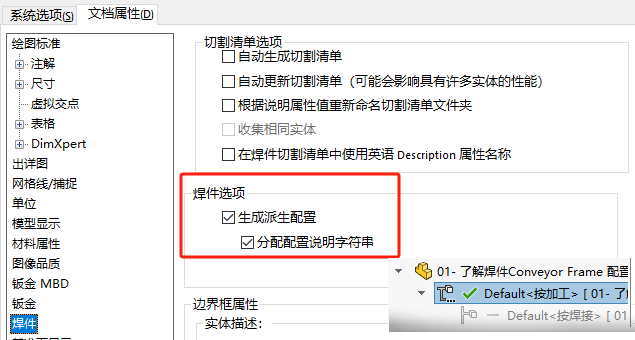 系统选项(S) 文档属性(D)
绘图标准
注解
尺寸
虚拟交点
表格
DimXpert
出详图
网格线/捕捉
单位
模型显示
材料属性
图像品质
钣金 MBD
钣金
焊件
切割清单选项
自动生成切割清单
自动更新切割清单（可能会影响具有许多实体的性能）
根据说明属性值重新命名切割清单文件夹
收集相同实体
在焊件切割清单中使用英语 Description 属性名称
焊件选项
生成派生配置
分配配置说明字符串
边界框属性
实体描述：
01- 了解焊件Conveyor Frame 配置
Default<按加工> [ 01- 了
Default<按焊接> [ 01